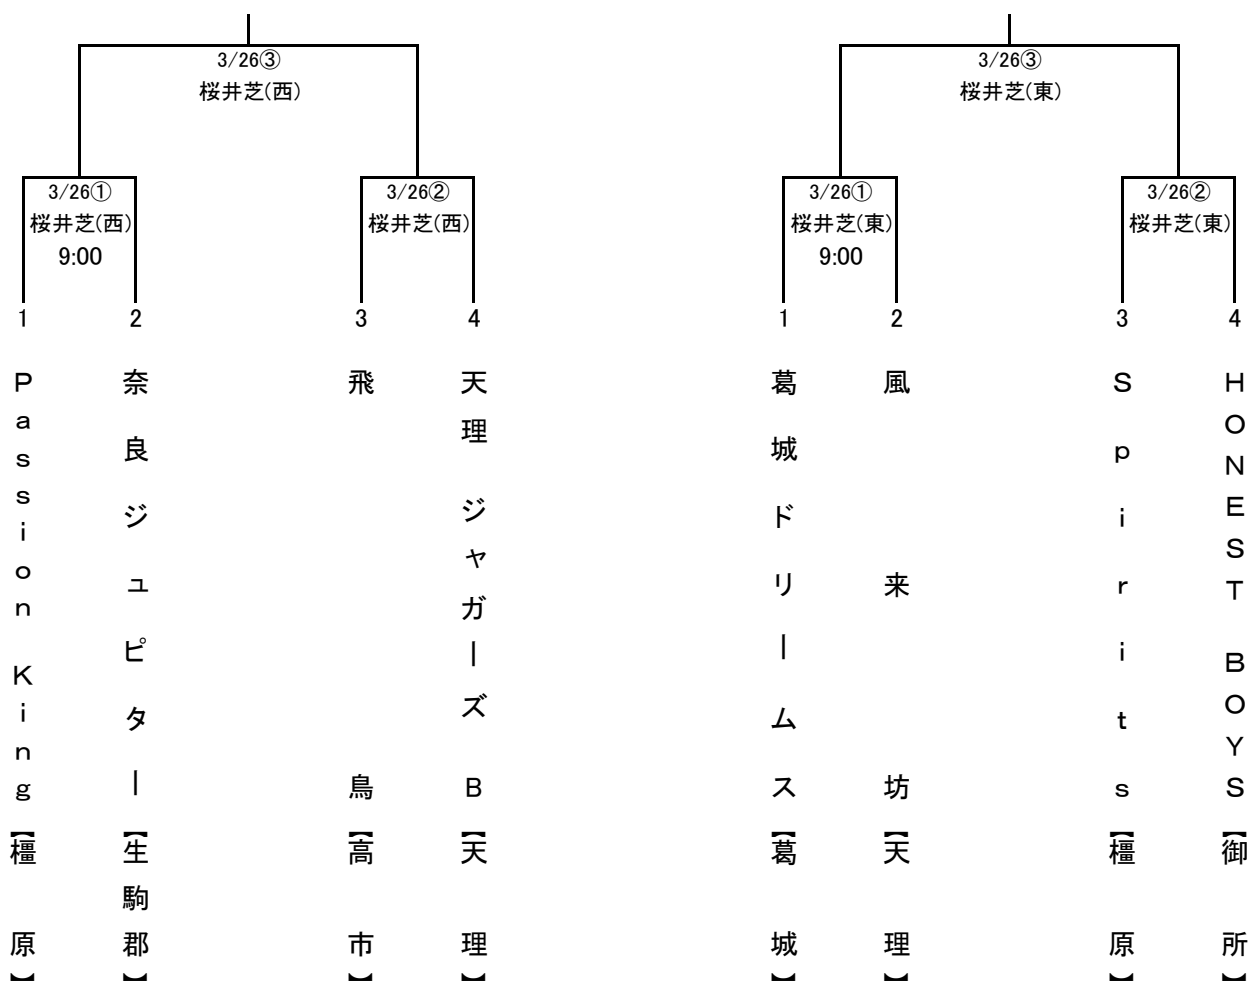 3/26③
桜井芝(西)
3/26①
桜井芝(西)
9:00
3/26②
桜井芝(西)
1
2
3
4
Passion King【橿原】
奈良ジュピター【生駒郡】
飛鳥【高市】
天理 ジャガーズB【天理】
3/26③
桜井芝(東)
3/26①
桜井芝(東)
9:00
3/26②
桜井芝(東)
1
2
3
4
葛城ドリームス【葛城】
風来坊【天理】
Spirits【橿原】
HONEST BOYS【御所】